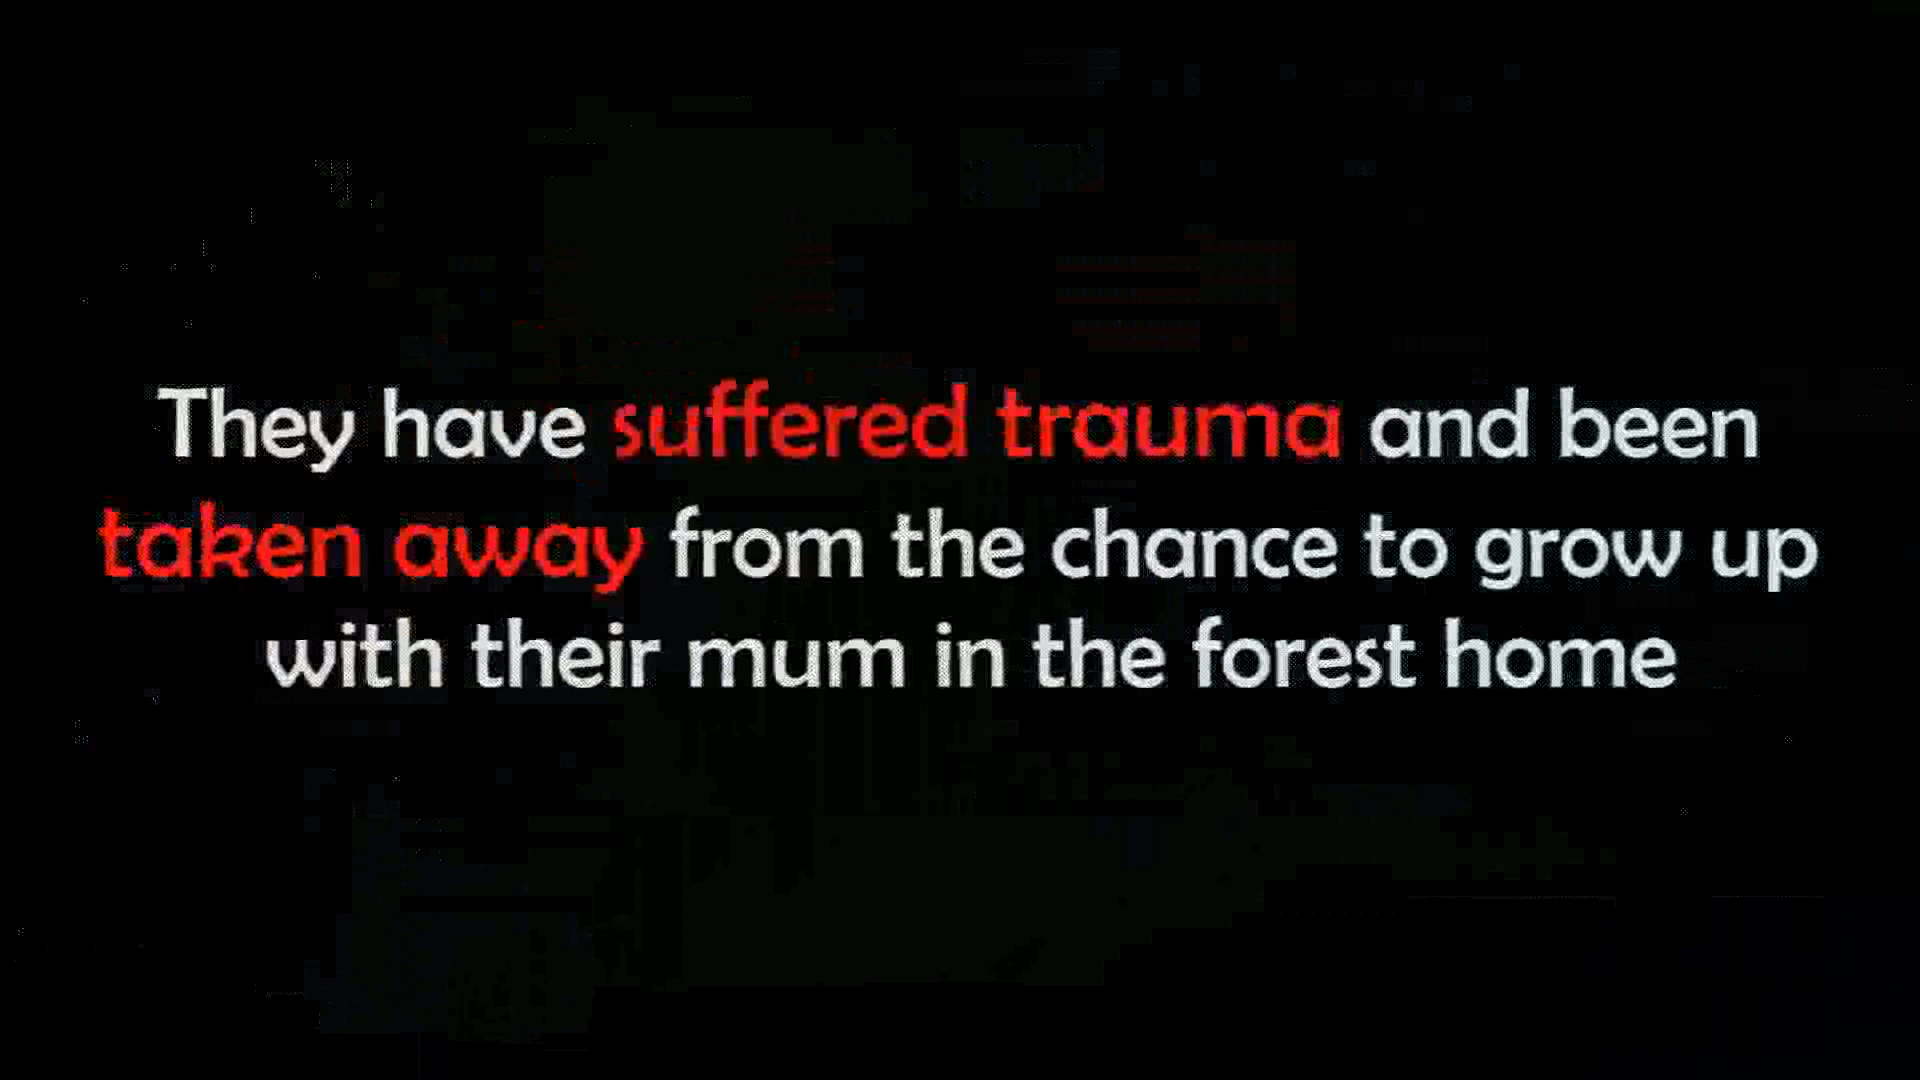 They have suffered trauma and been
taken away from the chance to grow up
with their mum in the forest home